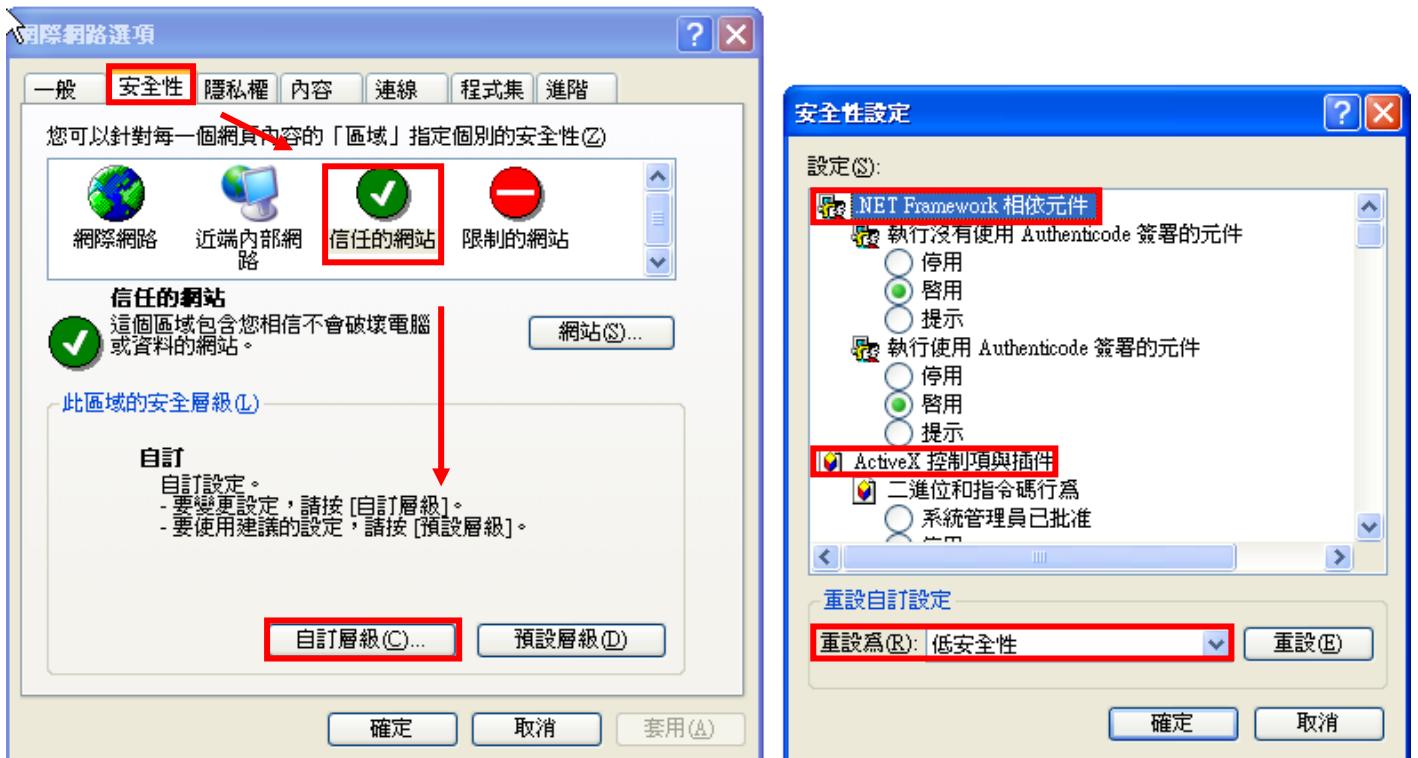 網際網路選項
一般 安全性 隱私權 內容 連線 程式集 進階
您可以針對每一個網頁內容的「區域」指定個別的安全性(Z)
網際網路
近端內部網
路
信任的網站
限制的網站
信任的網站
這個區域包含您相信不會破壞電腦
或資料的網站。
網站(S)...
此區域的安全層級(L)
自訂
自訂設定。
- 要變更設定，請按 [自訂層級]。
- 要使用建議的設定，請按 [預設層級]。
自訂層級(C)... 預設層級(D)
確定 取消 套用(A)
安全性設定
設定(S):
.NET Framework 相依元件
執行沒有使用 Authenticode 簽署的元件
停用
啓用
提示
執行使用 Authenticode 簽署的元件
停用
啓用
提示
ActiveX 控制項與插件
二進位和指令碼行爲
系統管理員已批准
重設自訂設定
重設爲(R): 低安全性 重設(E)
確定 取消